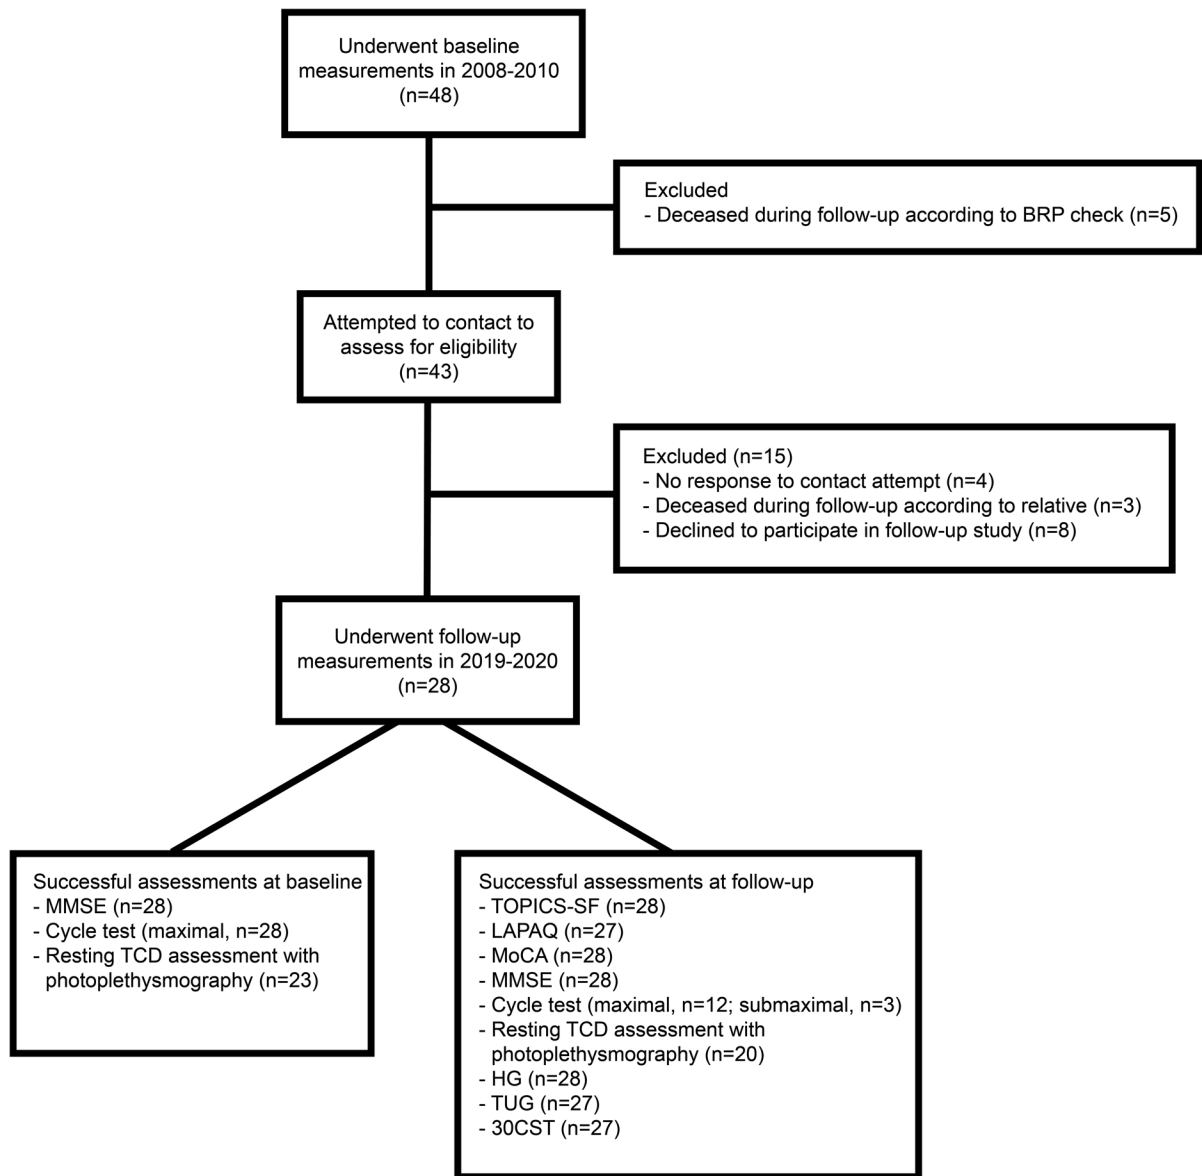 Underwent baseline
measurements in 2008-2010
(n=48)
Excluded
- Deceased during follow-up according to BRP check (n=5)
Attempted to contact to
assess for eligibility
(n=43)
Excluded (n=15)
- No response to contact attempt (n=4)
- Deceased during follow-up according to relative (n=3)
- Declined to participate in follow-up study (n=8)
Underwent follow-up
measurements in 2019-2020
(n=28)
Successful assessments at baseline
- MMSE (n=28)
- Cycle test (maximal, n=28)
- Resting TCD assessment with
photoplethysmography (n=23)
Successful assessments at follow-up
- TOPICS-SF (n=28)
- LAPAQ (n=27)
- MoCA (n=28)
- MMSE (n=28)
- Cycle test (maximal, n=12; submaximal, n=3)
- Resting TCD assessment with
photoplethysmography (n=20)
- HG (n=28)
- TUG (n=27)
- 30CST (n=27)